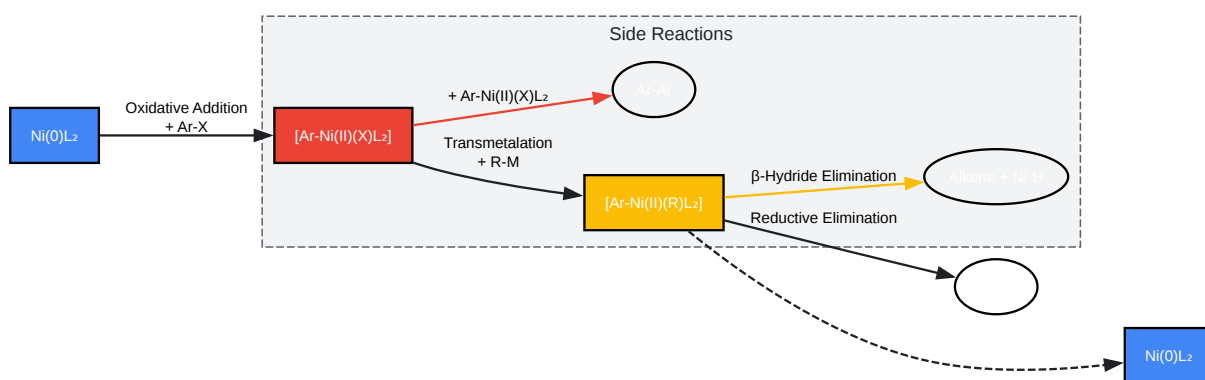 Side Reactions
Ni(0)L₂
Oxidative Addition
+ Ar-X
[Ar-Ni(II)(X)L₂]
+ Ar-Ni(II)(X)L₂
Ar-Ar
Transmetalation
+ R-M
[Ar-Ni(II)(R)L₂]
β-Hydride Elimination
Alkene + Ni-H
Reductive Elimination
Ni(0)L₂